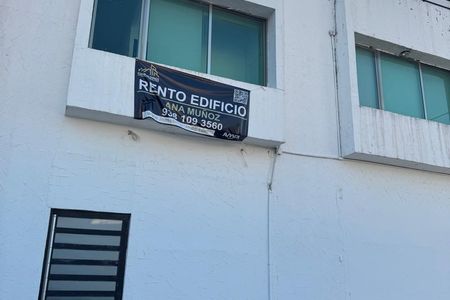 RENTO EDIFICIO
ANA MUÑOZ
938 109 3560